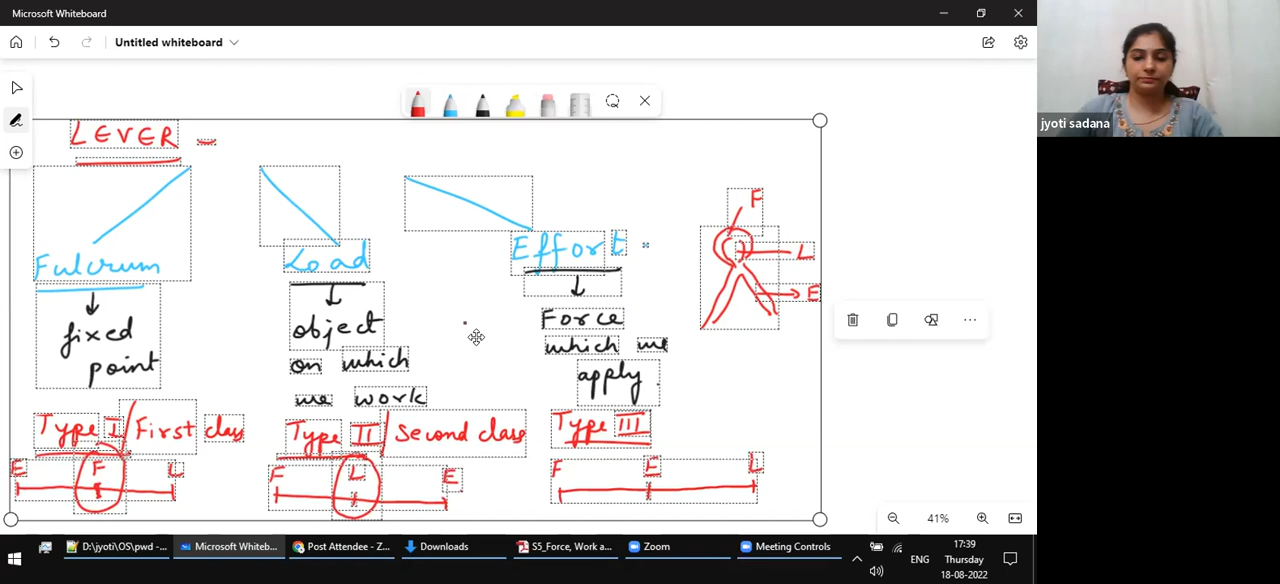 Microsoft Whiteboard
Untitled whiteboard
jyoti sadana
LEVER -
Fulcrum
Load
Effort
F
L
E
fixed
point
object
on which
we work
Force
which we
apply.
Type I/First class
Type II/Second class
Type III
E F L
F L E
F E L
41%
D:\jyoti\OS\pwd -...
Microsoft Whiteb...
Post Attendee - Z...
Downloads
S5_Force, Work a...
Zoom
Meeting Controls
ENG
17:39
Thursday
18-08-2022